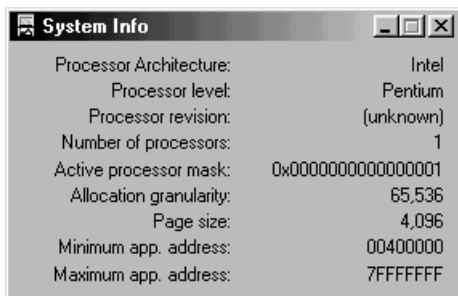 System Info
Processor Architecture: Intel
Processor level: Pentium
Processor revision: (unknown)
Number of processors: 1
Active processor mask: 0x0000000000000001
Allocation granularity: 65,536
Page size: 4,096
Minimum app. address: 00400000
Maximum app. address: 7FFFFFFF